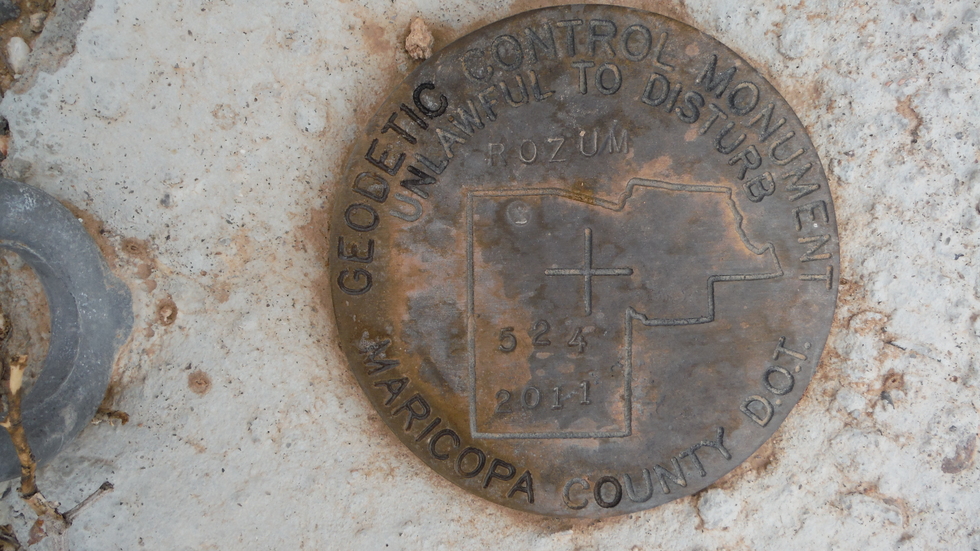 GEODETIC CONTROL MONUMENT
UNLAWFUL TO DISTURB
ROZUM
524
2011
MARICOPA COUNTY D.O.T.